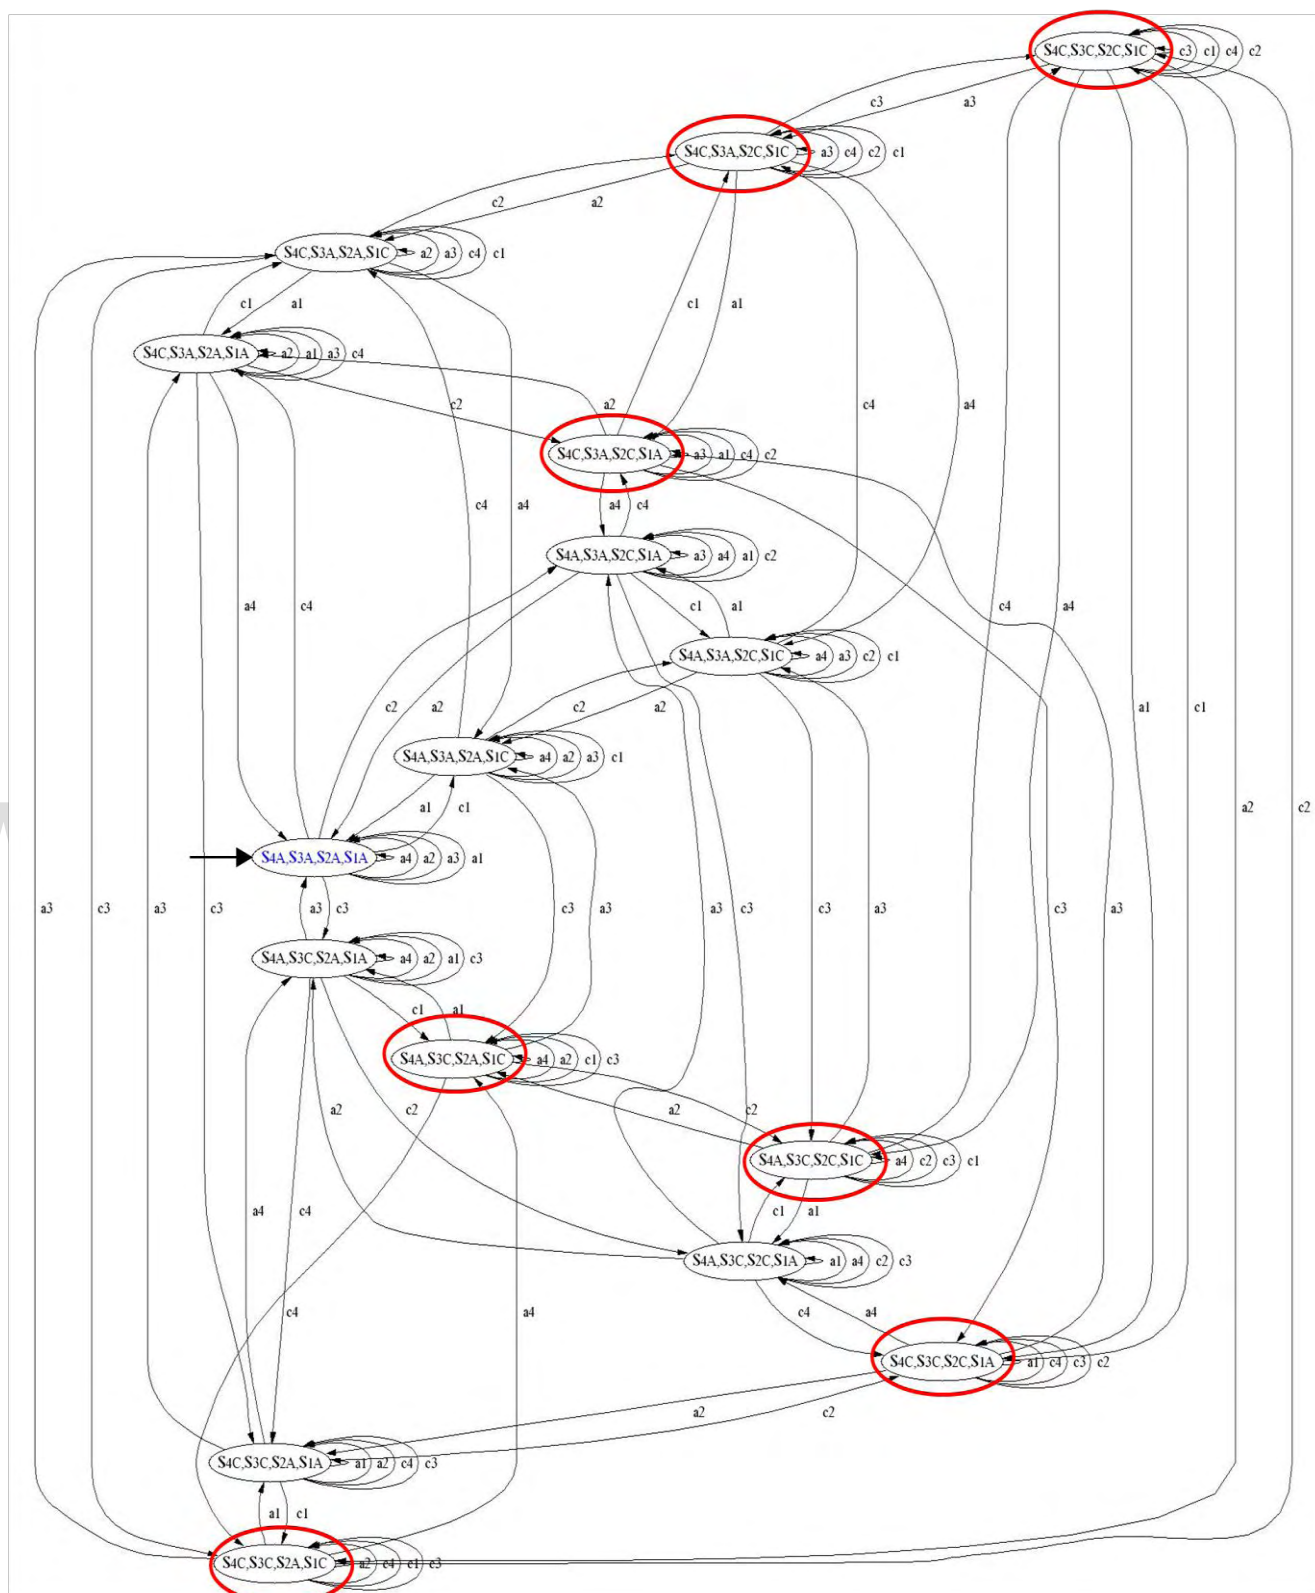 S4C,S3C,S2C,S1C c3 c1 c4 c2
c3 a3
S4C,S3A,S2C,S1C a3 c4 c2 c1
c2 a2
S4C,S3A,S2A,S1C a2 a3 c4 c1
c1 a1 c1 a1
S4C,S3A,S2A,S1A a2 a1 a3 c4
c2 a2 c4 a4
S4C,S3A,S2C,S1A a3 a1 c4 c2
c4 a4 a4 c4
S4A,S3A,S2C,S1A a3 a4 a1 c2
a4 c4 c1 a1 c4 a4
S4A,S3A,S2C,S1C a4 a3 c2 c1
c2 a2 c2 a2 a1 c1
S4A,S3A,S2A,S1C a4 a2 a3 c1
a1 c1 a2 c2
S4A,S3A,S2A,S1A a4 a2 a3 a1
a3 c3 a3 c3 a3 c3 c3 a3 a3 c3 c3 a3 c3 a3
S4A,S3C,S2A,S1A a4 a2 a1 c3
c1 a1
S4A,S3C,S2A,S1C a4 a2 c1 c3
a2 c2 a2 c2
S4A,S3C,S2C,S1C a4 c2 c3 c1
a4 c4 c1 a1
S4A,S3C,S2C,S1A a1 a4 c2 c3
c4 a4 c4 a4
S4C,S3C,S2C,S1A a1 c4 c3 c2
a2 c2
S4C,S3C,S2A,S1A a1 a2 c4 c3
a1 c1
S4C,S3C,S2A,S1C a2 c4 c1 c3